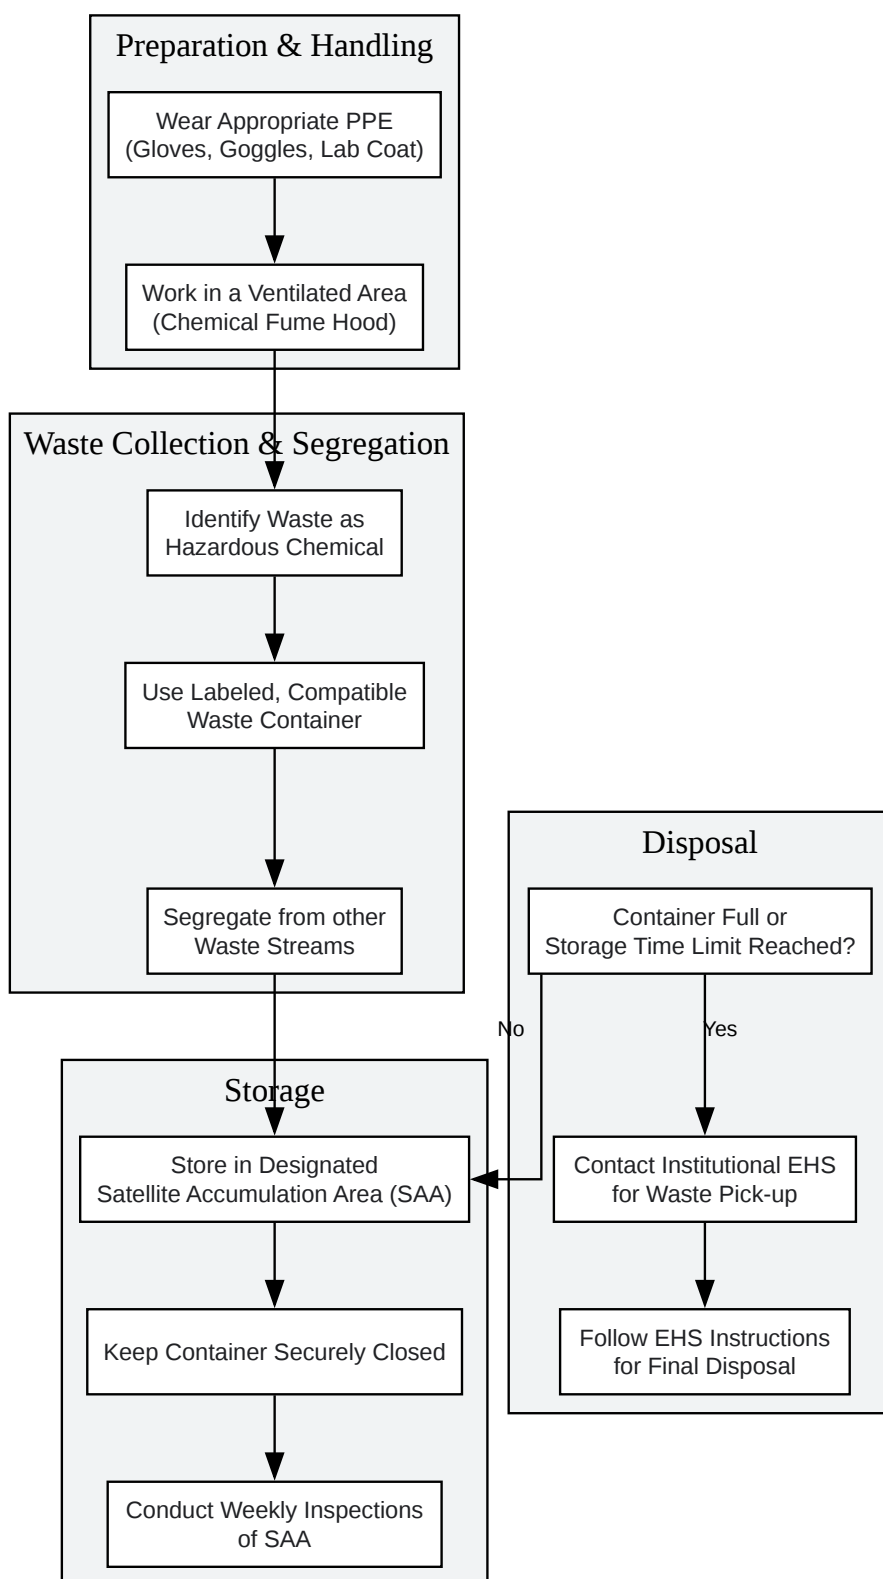 Preparation & Handling
Wear Appropriate PPE
(Gloves, Goggles, Lab Coat)
Work in a Ventilated Area
(Chemical Fume Hood)
Waste Collection & Segregation
Identify Waste as
Hazardous Chemical
Use Labeled, Compatible
Waste Container
Segregate from other
Waste Streams
Disposal
Container Full or
Storage Time Limit Reached?
No
Yes
Contact Institutional EHS
for Waste Pick-up
Follow EHS Instructions
for Final Disposal
Storage
Store in Designated
Satellite Accumulation Area (SAA)
Keep Container Securely Closed
Conduct Weekly Inspections
of SAA